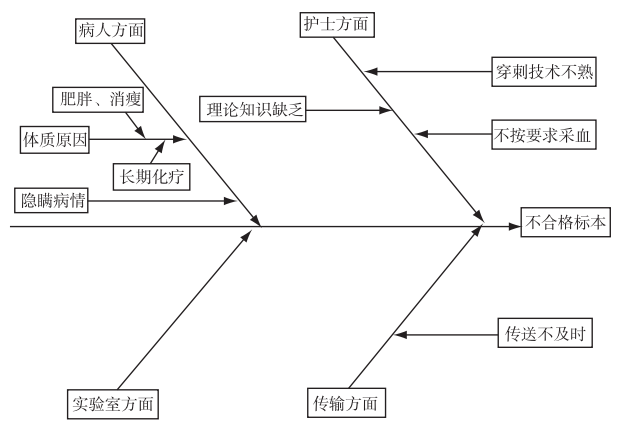 病人方面
护士方面
肥胖、消瘦
穿刺技术不熟
理论知识缺乏
体质原因
不按要求采血
长期化疗
隐瞒病情
不合格标本
传送不及时
实验室方面
传输方面